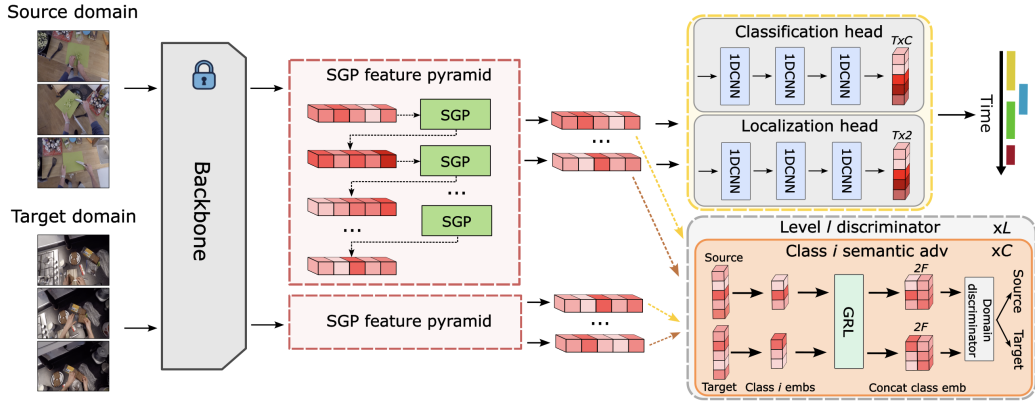 Source domain
Target domain
Backbone
SGP feature pyramid
SGP
SGP
...
SGP
...
SGP feature pyramid
...
...
Classification head
1DCNN
1DCNN
1DCNN
TxC
Localization head
1DCNN
1DCNN
1DCNN
Tx2
Time
Level l discriminator
xL
Class i semantic adv
xC
Source
2F
GRL
2F
Domain
discriminator
Source
Target
Target
Class i embs
Concat class emb